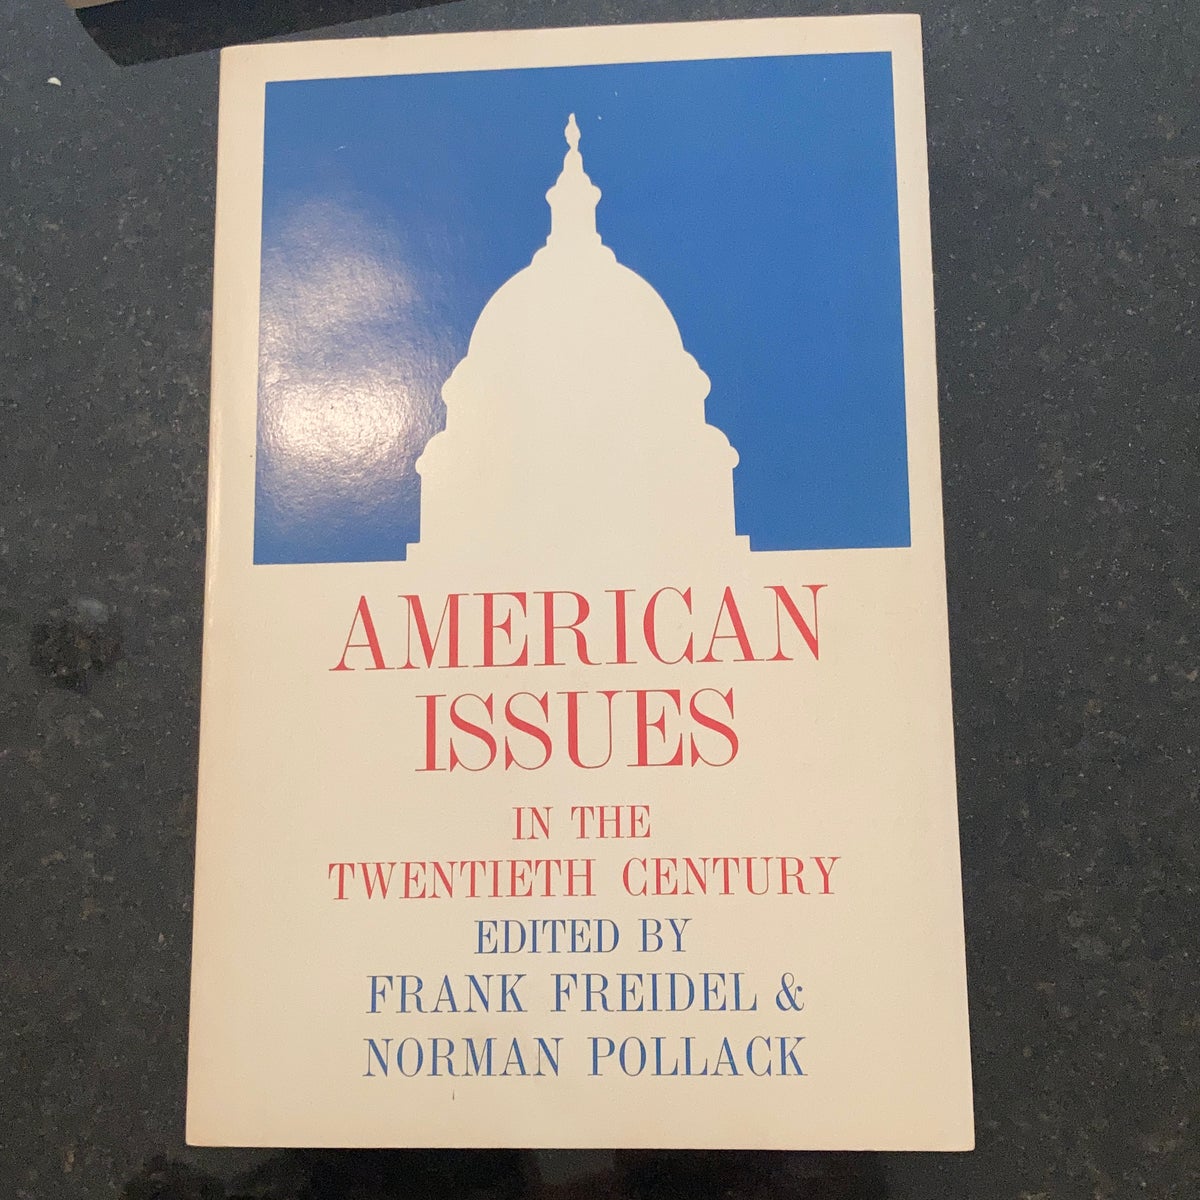 AMERICAN
ISSUES
IN THE
TWENTIETH CENTURY
EDITED BY
FRANK FREIDEL &
NORMAN POLLACK